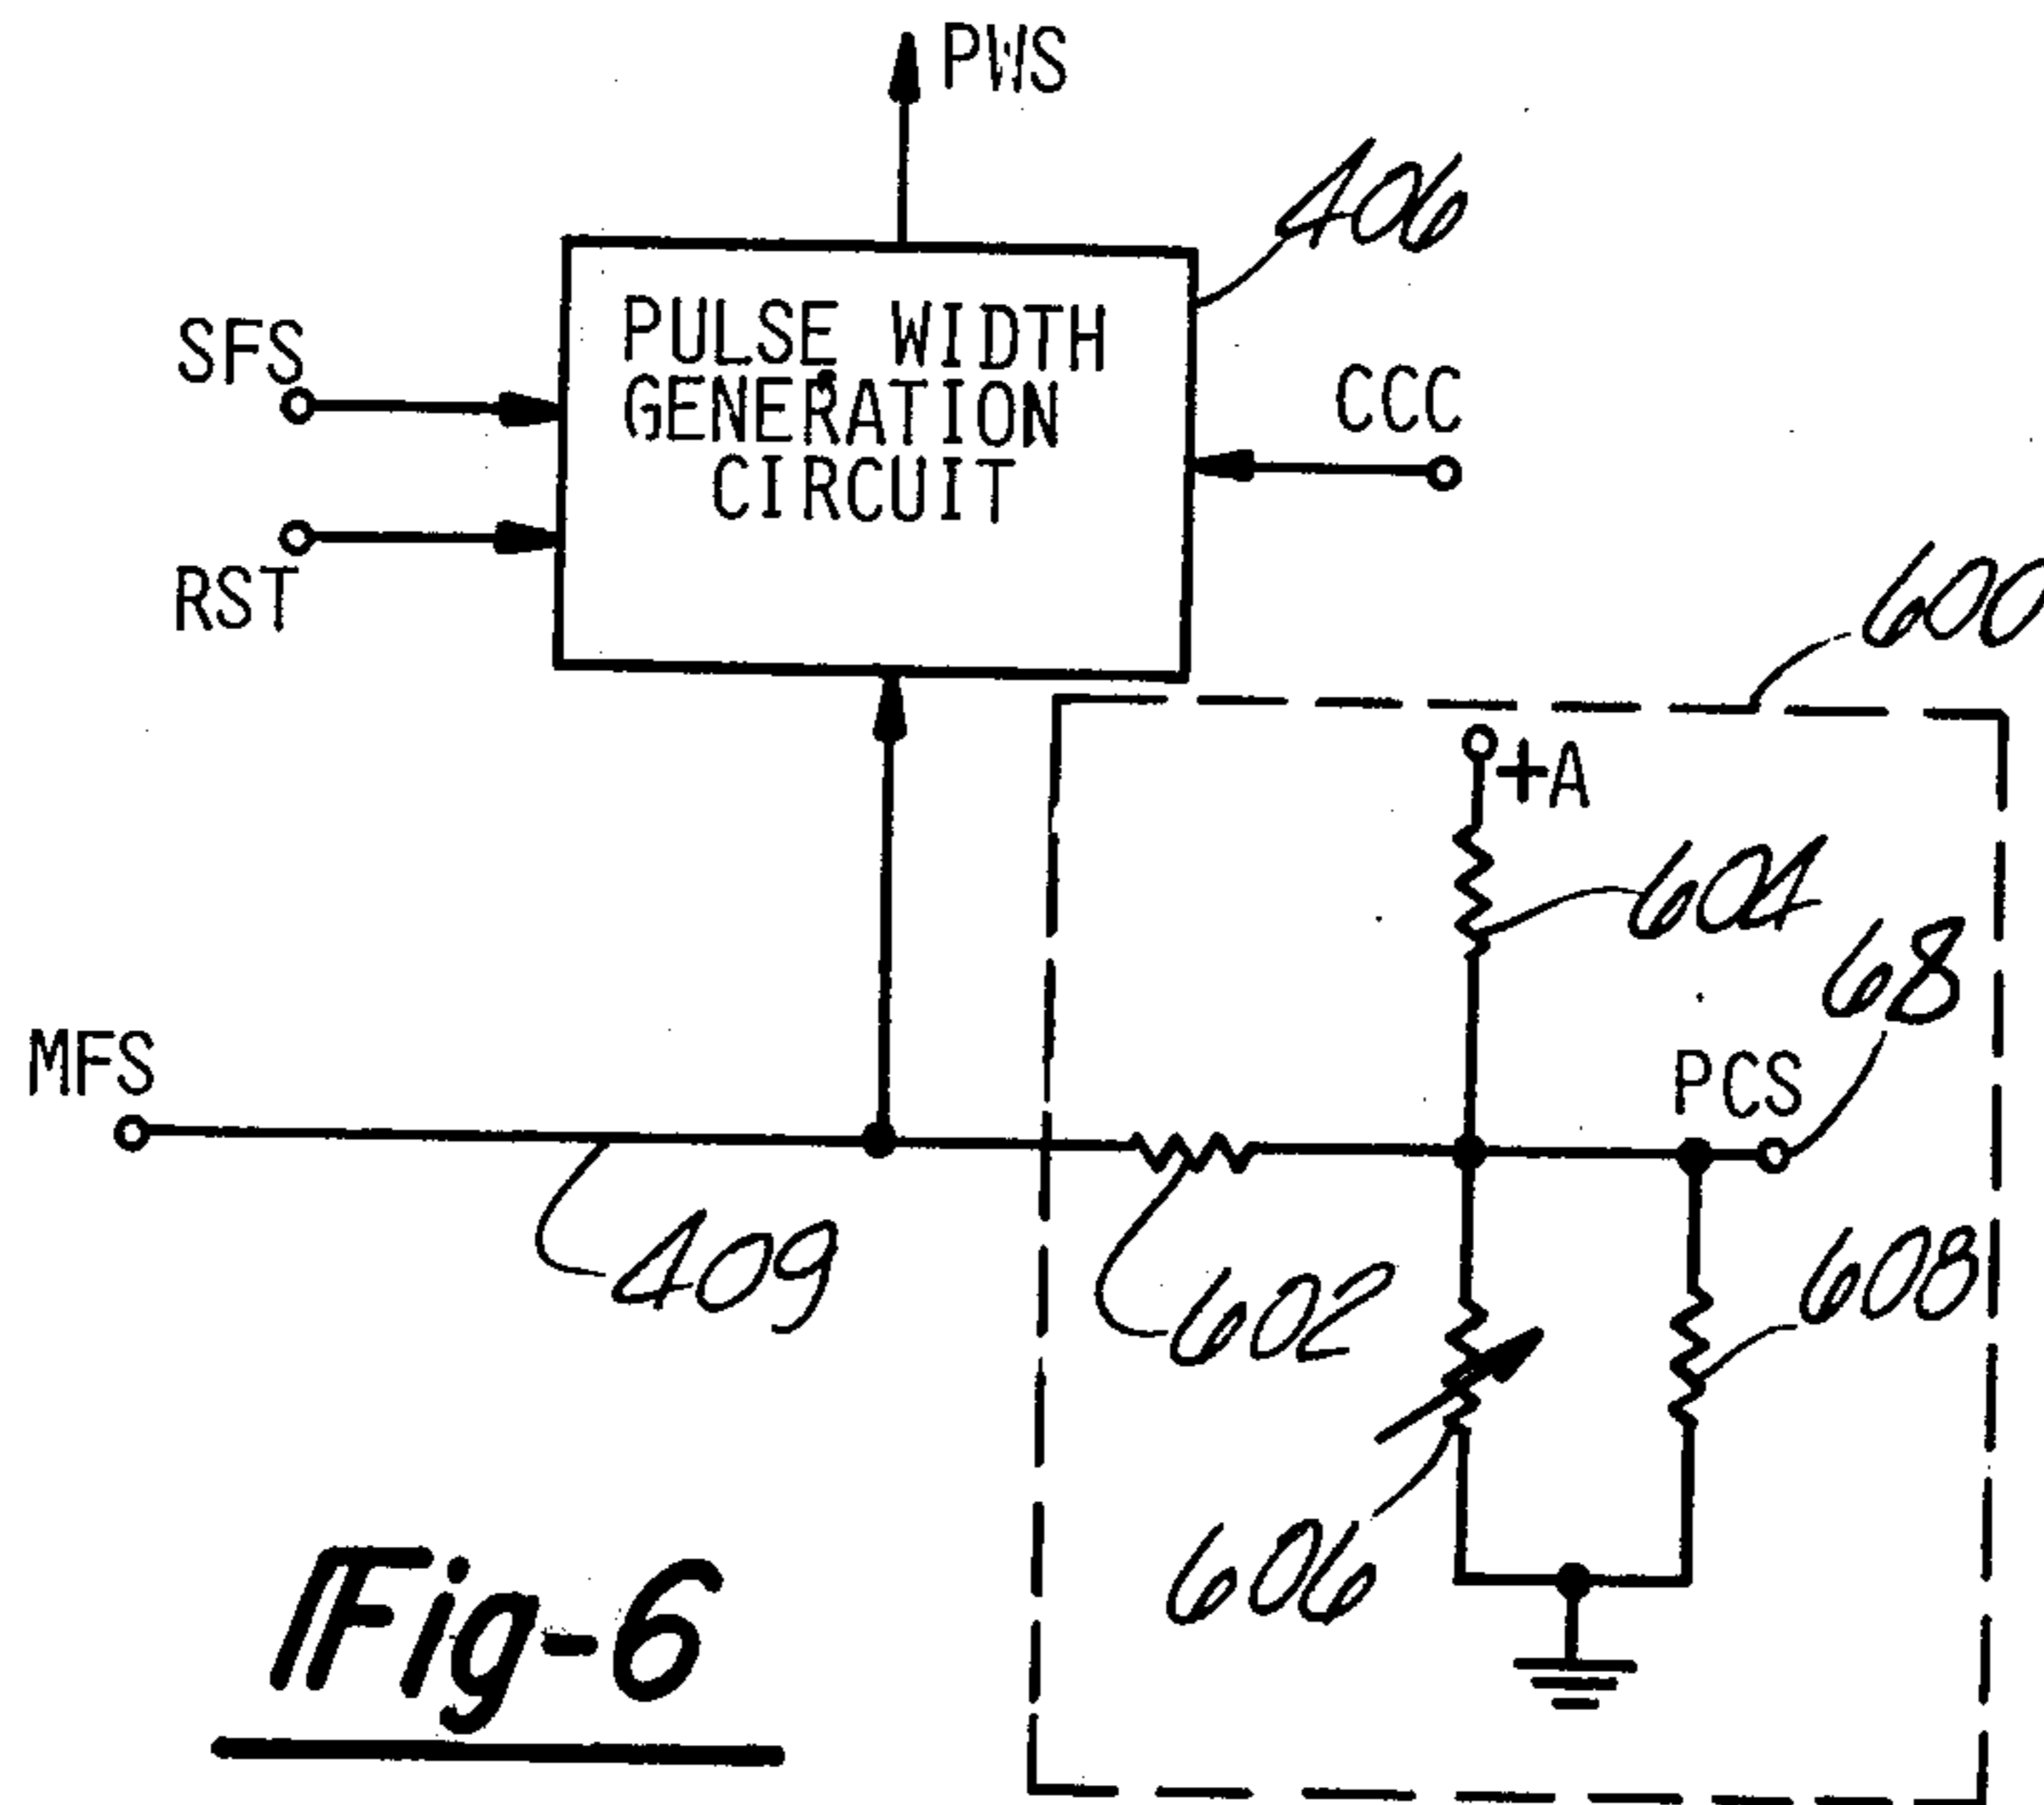 PWS
406
SFS
PULSE WIDTH
GENERATION
CIRCUIT
CCC
RST
600
+A
604
68
MFS
PCS
409
602
608
606
Fig-6